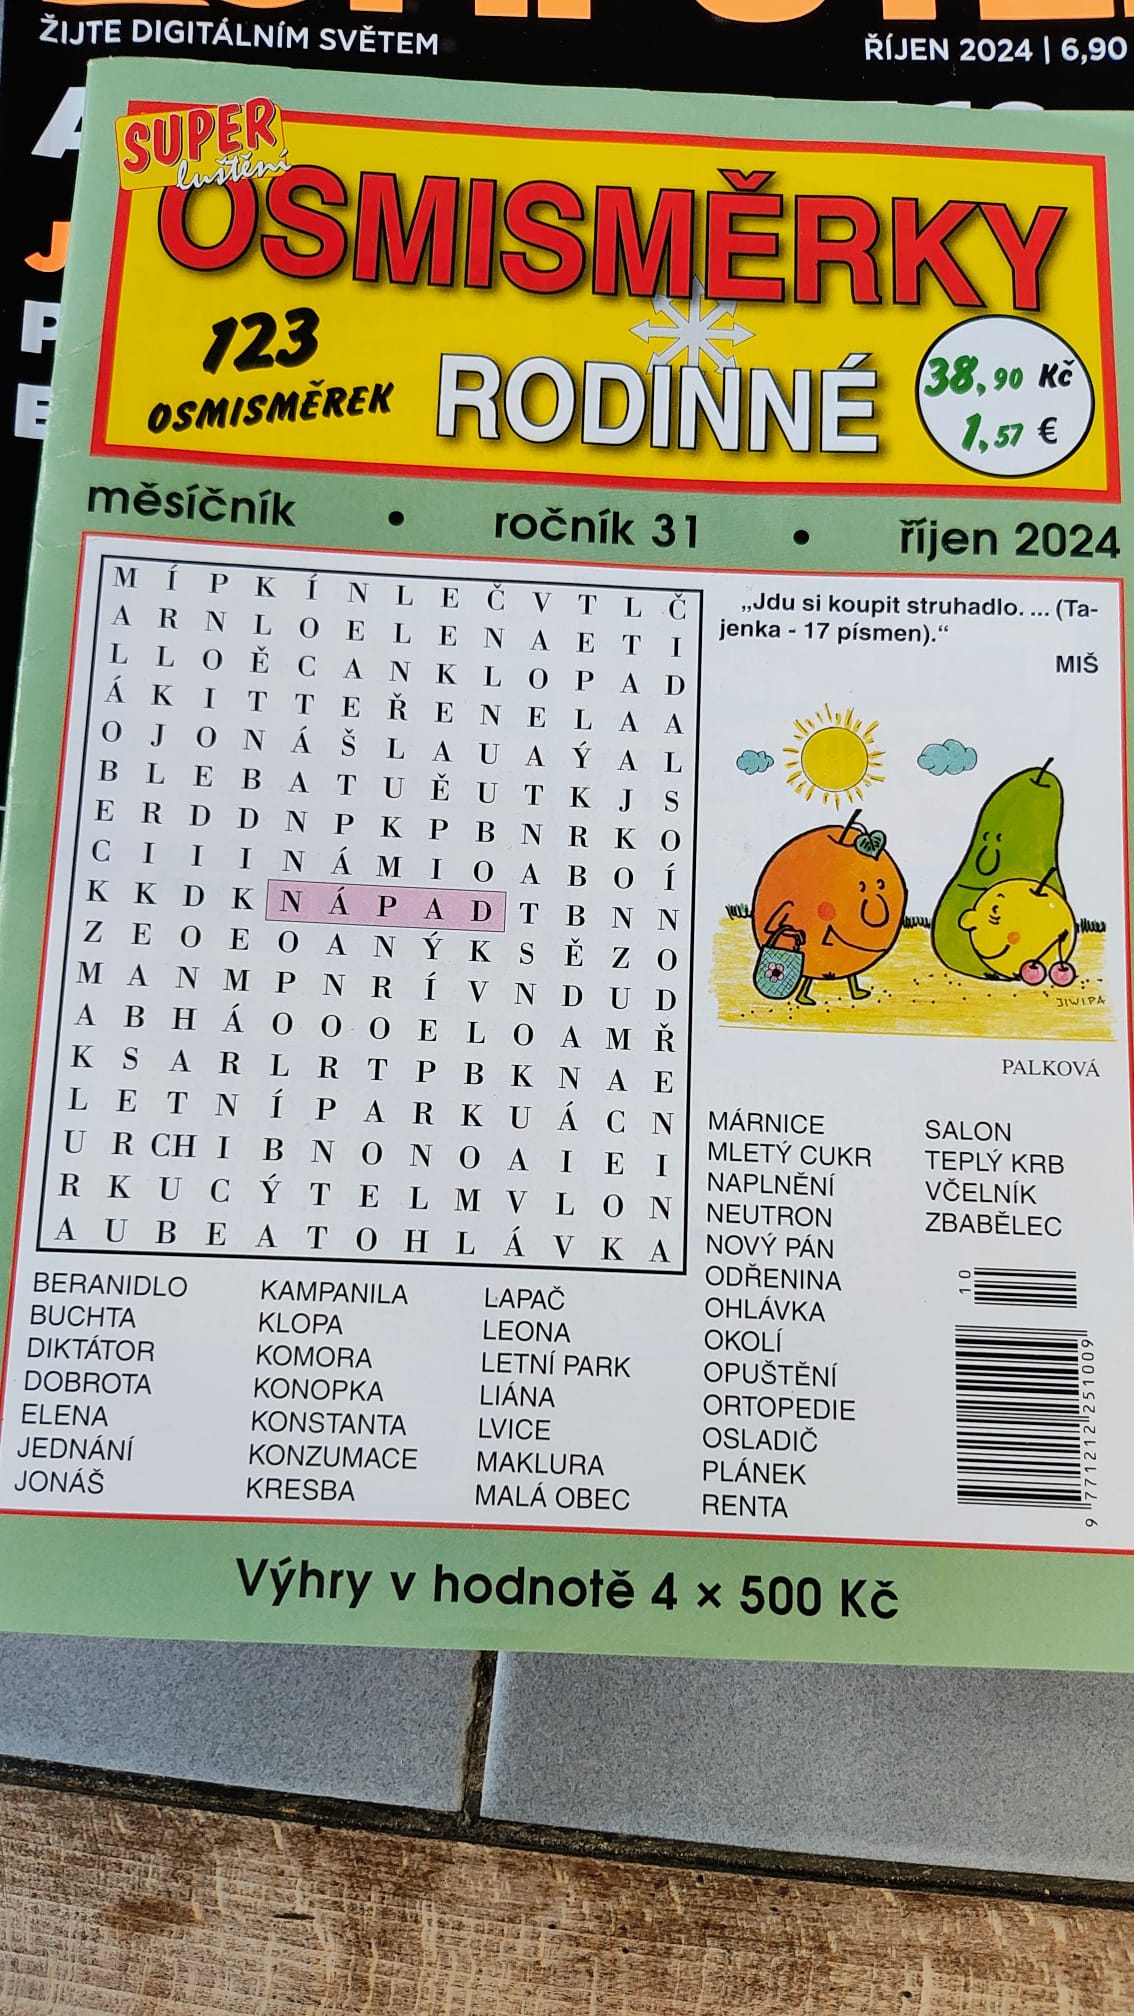 ŽIJTE DIGITÁLNÍM SVĚTEM
ŘÍJEN 2024 | 6,90
SUPER
luštění
OSMISMĚRKY
123
OSMISMĚREK
RODINNÉ
38,90 Kč
1,57 €
měsíčník • ročník 31 • říjen 2024
M Í P K Í N L E Č V T L Č
A R N L O E L E N A E T I
L L O Ě C A N K L O P A D
Á K I T T E Ř E N E L A A
O J O N Á Š L A U A Ý A L
B L E B A T U Ě U T K J S
E R D D N P K P B N R K O
C I I I N Á M I O A B O Í
K K D K N Á P A D T B N N
Z E O E O A N Ý K S Ě Z O
M A N M P N R Í V N D U D
A B H Á O O O E L O A M Ř
K S A R L R T P B K N A E
L E T N Í P A R K U Á C N
U R CH I B N O N O A I E I
R K U C Ý T E L M V L O N
A U B E A T O H L Á V K A
„Jdu si koupit struhadlo. ... (Ta-
jenka - 17 písmen).“
MIŠ
JIWIPA
PALKOVÁ
BERANIDLO
BUCHTA
DIKTÁTOR
DOBROTA
ELENA
JEDNÁNÍ
JONÁŠ
KAMPANILA
KLOPA
KOMORA
KONOPKA
KONSTANTA
KONZUMACE
KRESBA
LAPAČ
LEONA
LETNÍ PARK
LIÁNA
LVICE
MAKLURA
MALÁ OBEC
MÁRNICE
MLETÝ CUKR
NAPLNĚNÍ
NEUTRON
NOVÝ PÁN
ODŘENINA
OHLÁVKA
OKOLÍ
OPUŠTĚNÍ
ORTOPEDIE
OSLADIČ
PLÁNEK
RENTA
SALON
TEPLÝ KRB
VČELNÍK
ZBABĚLEC
10
9 771212 251009
Výhry v hodnotě 4 × 500 Kč